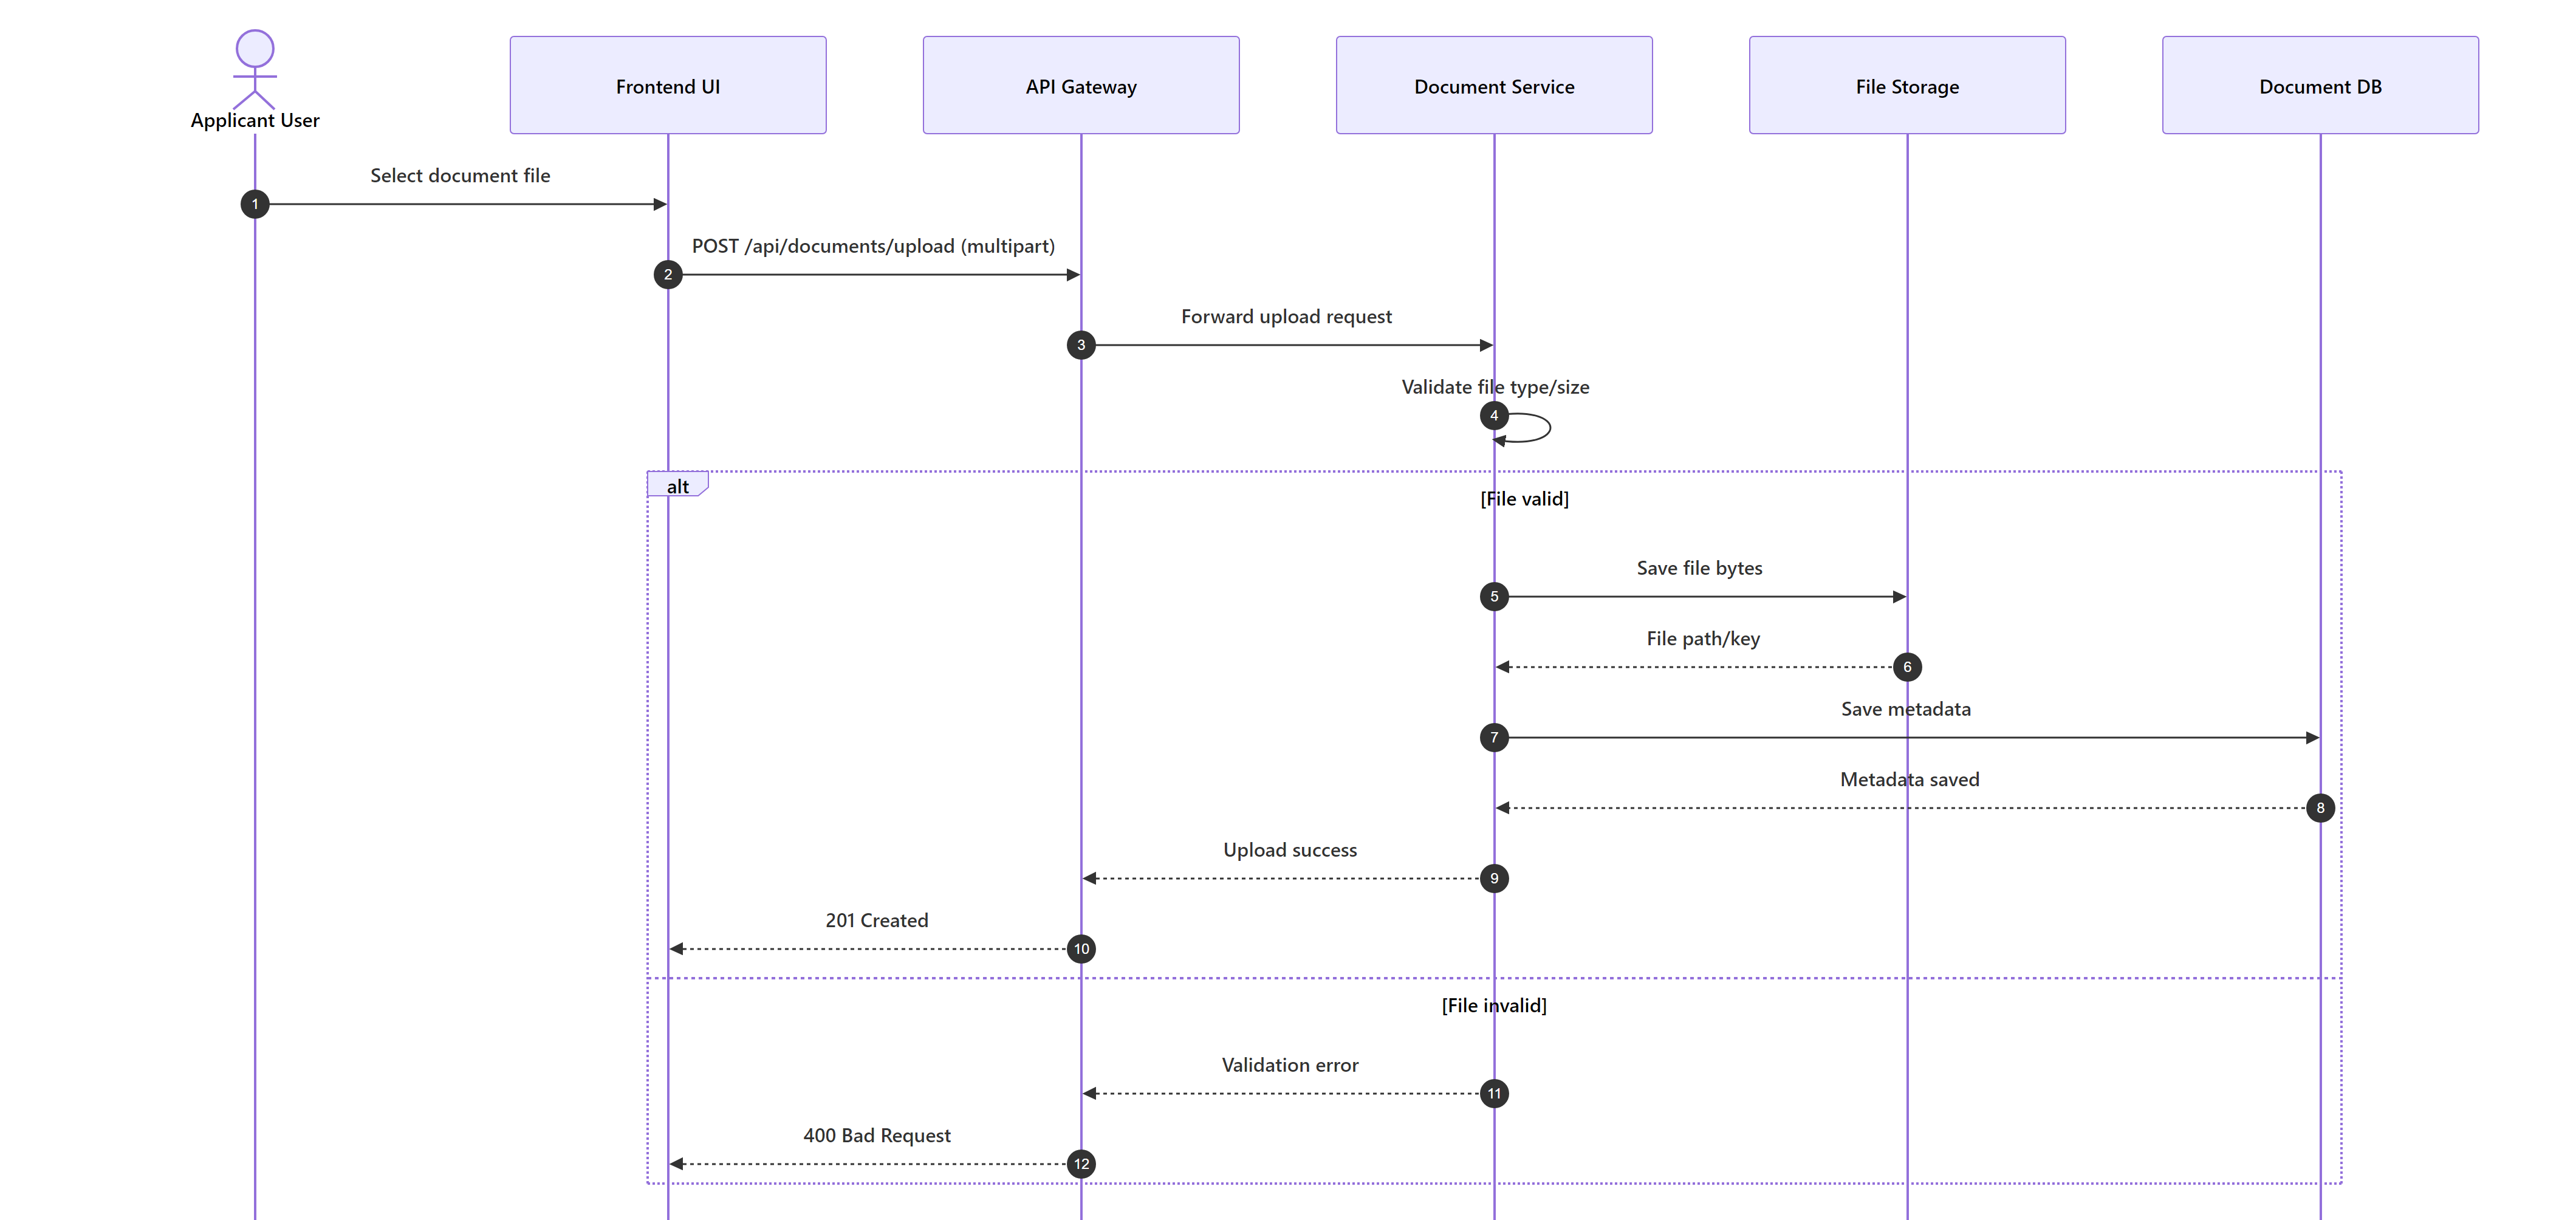 Applicant User
Frontend UI
API Gateway
Document Service
File Storage
Document DB
Select document file
1
POST /api/documents/upload (multipart)
2
Forward upload request
3
Validate file type/size
4
alt
[File valid]
Save file bytes
5
File path/key
6
Save metadata
7
Metadata saved
8
Upload success
9
201 Created
10
[File invalid]
Validation error
11
400 Bad Request
12